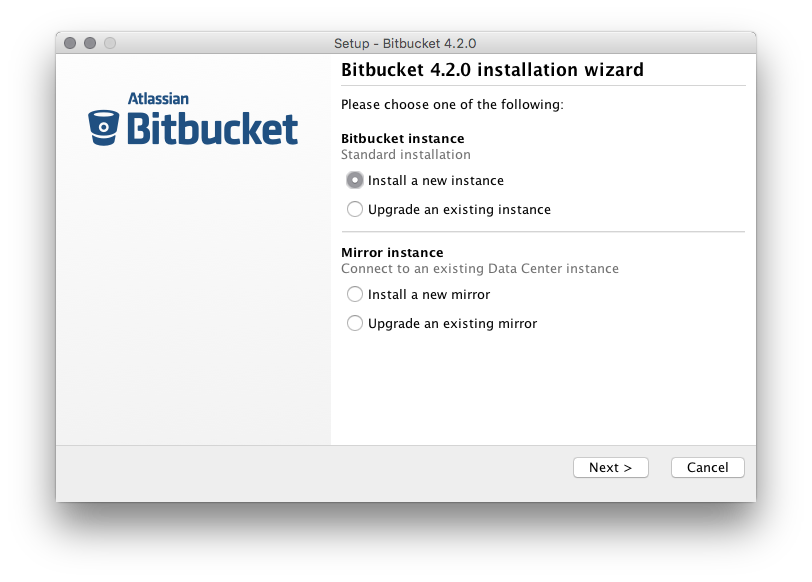 Setup - Bitbucket 4.2.0
Atlassian
Bitbucket
Bitbucket 4.2.0 installation wizard
Please choose one of the following:
Bitbucket instance
Standard installation
Install a new instance
Upgrade an existing instance
Mirror instance
Connect to an existing Data Center instance
Install a new mirror
Upgrade an existing mirror
Next >
Cancel